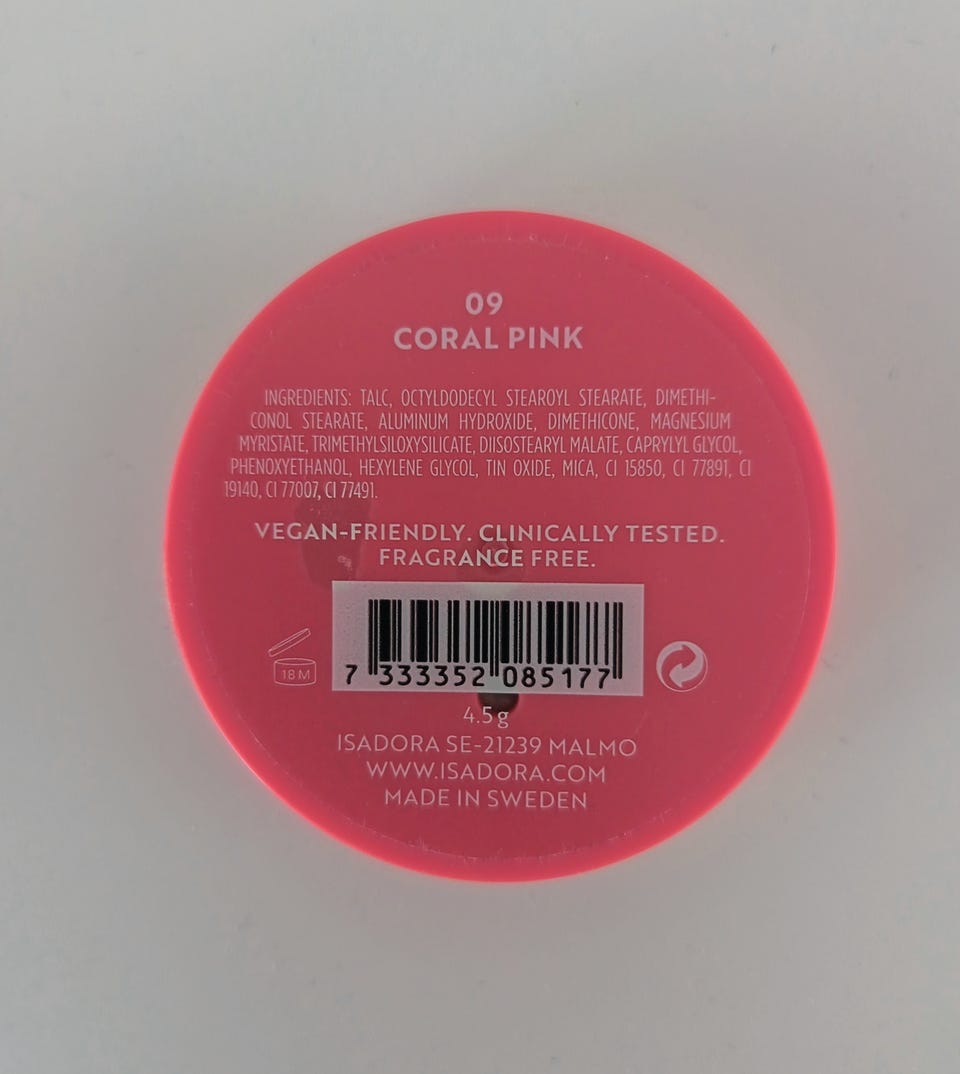 09
CORAL PINK
INGREDIENTS: TALC, OCTYLDODECYL STEAROYL STEARATE, DIMETHI-
CONOL STEARATE, ALUMINUM HYDROXIDE, DIMETHICONE, MAGNESIUM
MYRISTATE, TRIMETHYLSILOXYSILICATE, DIISOSTEARYL MALATE, CAPRYLYL GLYCOL,
PHENOXYETHANOL, HEXYLENE GLYCOL, TIN OXIDE, MICA, CI 15850, CI 77891, CI
19140, CI 77007, CI 77491.
VEGAN-FRIENDLY. CLINICALLY TESTED.
FRAGRANCE FREE.
18 M
7 333352 085177
4.5 g
ISADORA SE-21239 MALMO
WWW.ISADORA.COM
MADE IN SWEDEN